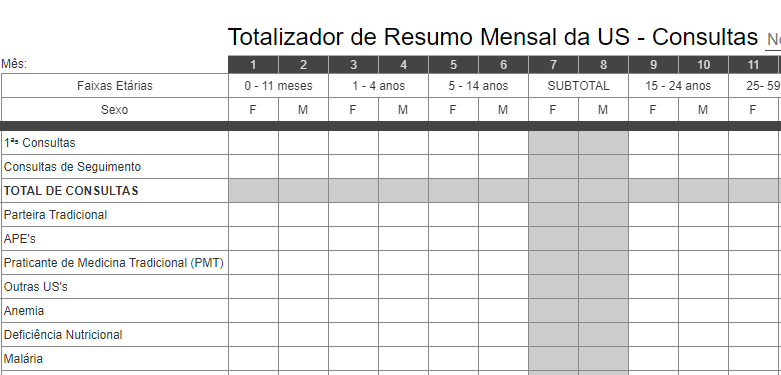 Totalizador de Resumo Mensal da US - Consultas
Mês: 1 2 3 4 5 6 7 8 9 10 11
Faixas Etárias 0 - 11 meses 1 - 4 anos 5 - 14 anos SUBTOTAL 15 - 24 anos 25- 59
Sexo F M F M F M F M F M F
1ªs Consultas
Consultas de Seguimento
TOTAL DE CONSULTAS
Parteira Tradicional
APE's
Praticante de Medicina Tradicional (PMT)
Outras US's
Anemia
Deficiência Nutricional
Malária